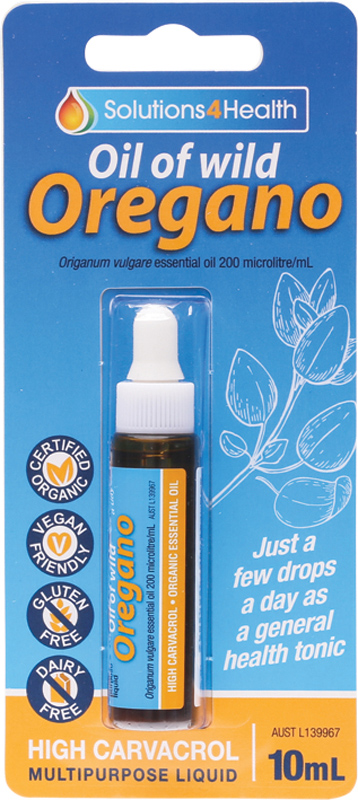 Solutions4Health
Oil of wild
Oregano
Origanum vulgare essential oil 200 microlitre/mL
CERTIFIED ORGANIC
VEGAN FRIENDLY
GLUTEN FREE
DAIRY FREE
Oil of wild
Oregano
AUST L139967
Origanum vulgare essential oil 200 microlitre/mL
HIGH CARVACROL • ORGANIC ESSENTIAL OIL
liquid
Just a
few drops
a day as
a general
health tonic
HIGH CARVACROL
MULTIPURPOSE LIQUID
AUST L139967
10mL